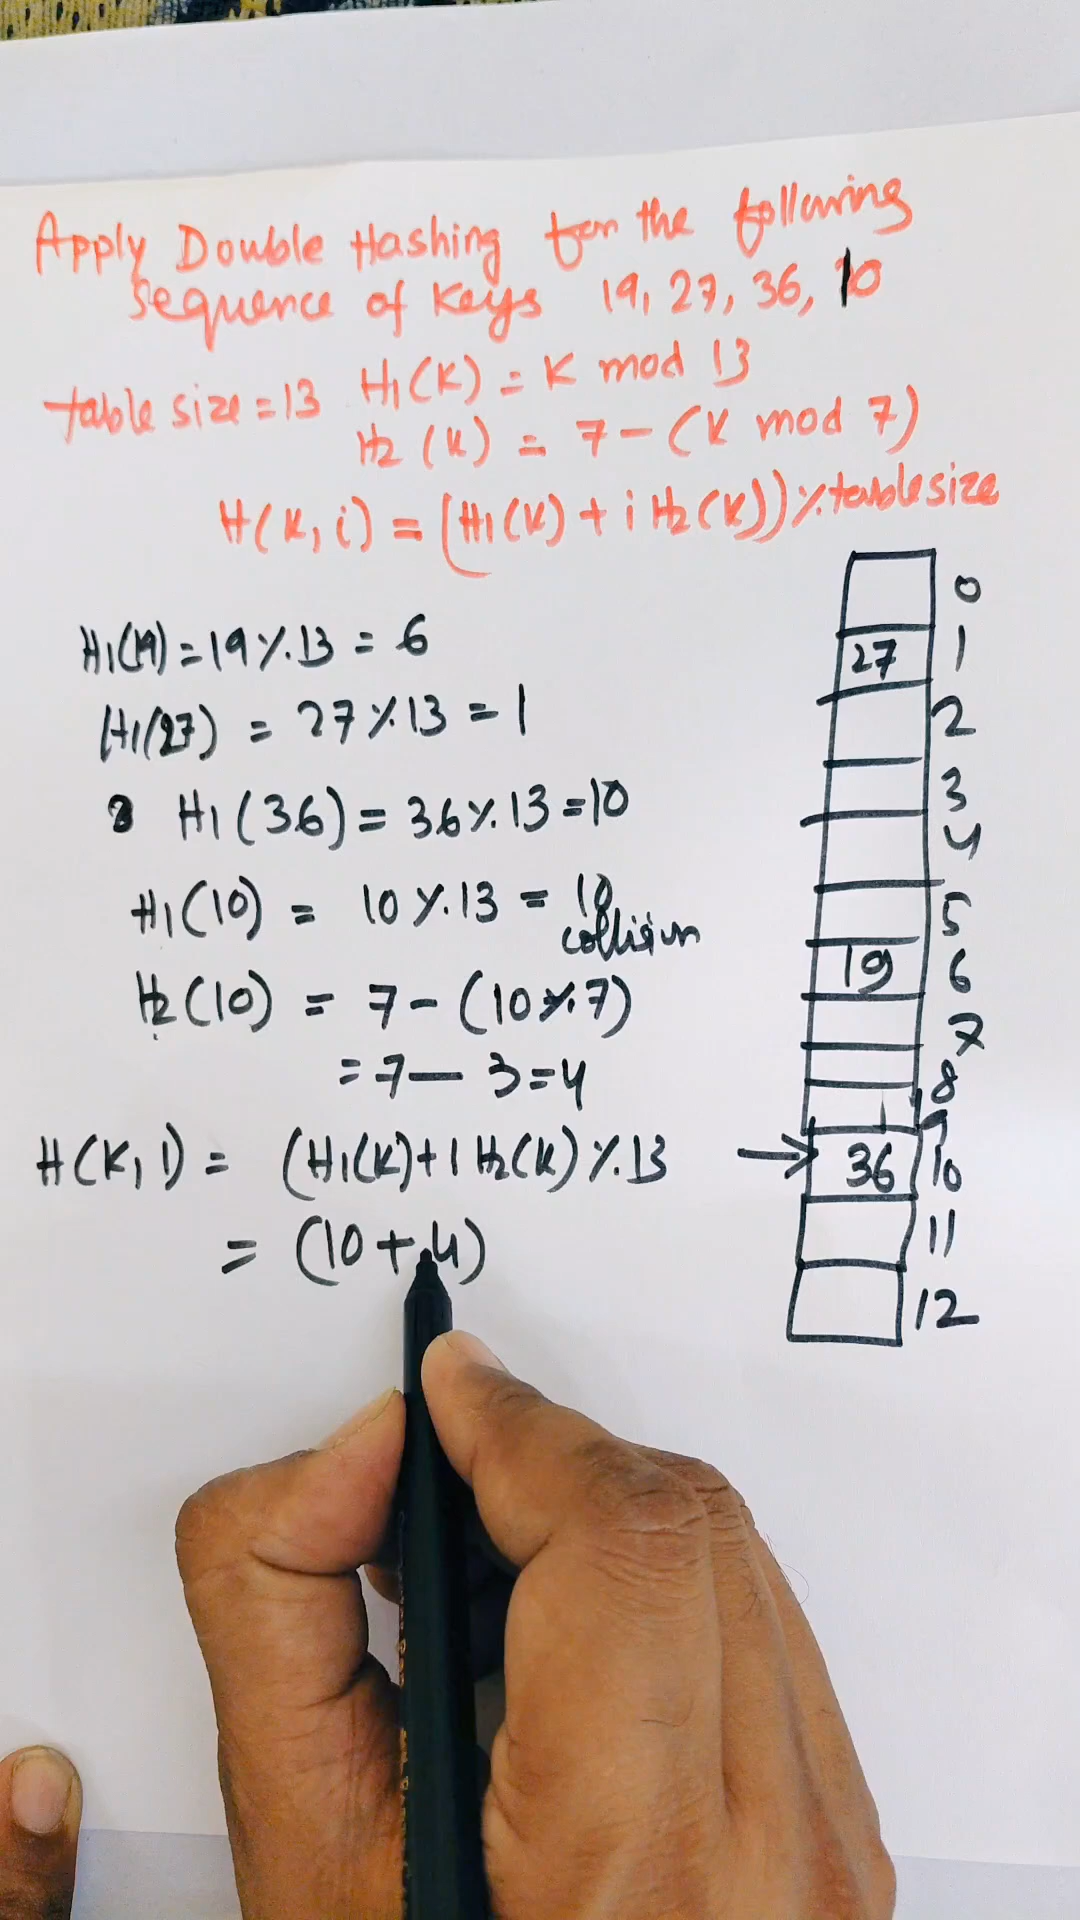 Apply Double Hashing for the following
sequence of Keys 19, 27, 36, 10
table size = 13 H1(K) = K mod 13
H2(K) = 7 - (K mod 7)
H(K, i) = (H1(K) + i H2(K)) % tablesize
H1(19) = 19 % 13 = 6
H1(27) = 27 % 13 = 1
H1(36) = 36 % 13 = 10
H1(10) = 10 % 13 = 10
collision
H2(10) = 7 - (10 % 7)
= 7 - 3 = 4
H(K, 1) = (H1(K) + 1 H2(K) % 13
= (10 + 4)
0
27 1
2
3
4
5
19 6
7
8
9
→ 36 10
11
12